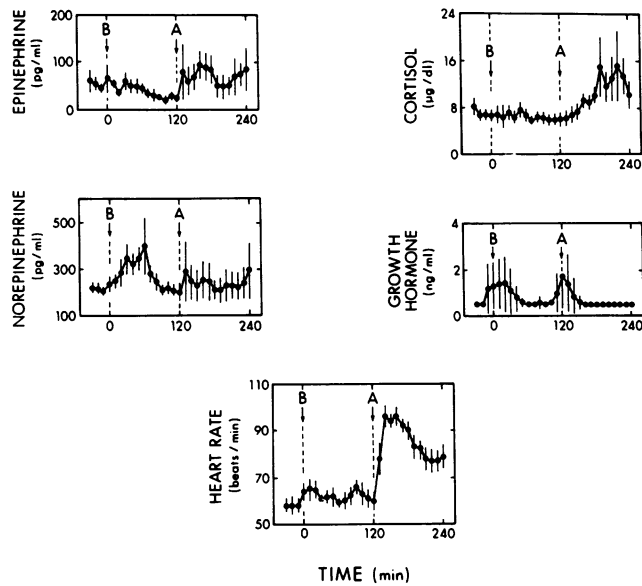 EPINEPHRINE
(pg/ml)
200
100
0
B
A
0
120
240
CORTISOL
(µg/dl)
24
16
8
0
B
A
0
120
240
NOREPINEPHRINE
(pg/ml)
500
300
100
B
A
0
120
240
GROWTH
HORMONE
(ng/ml)
4
2
0
B
A
0
120
240
HEART RATE
(beats/min)
110
90
70
50
B
A
0
120
240
TIME (min)